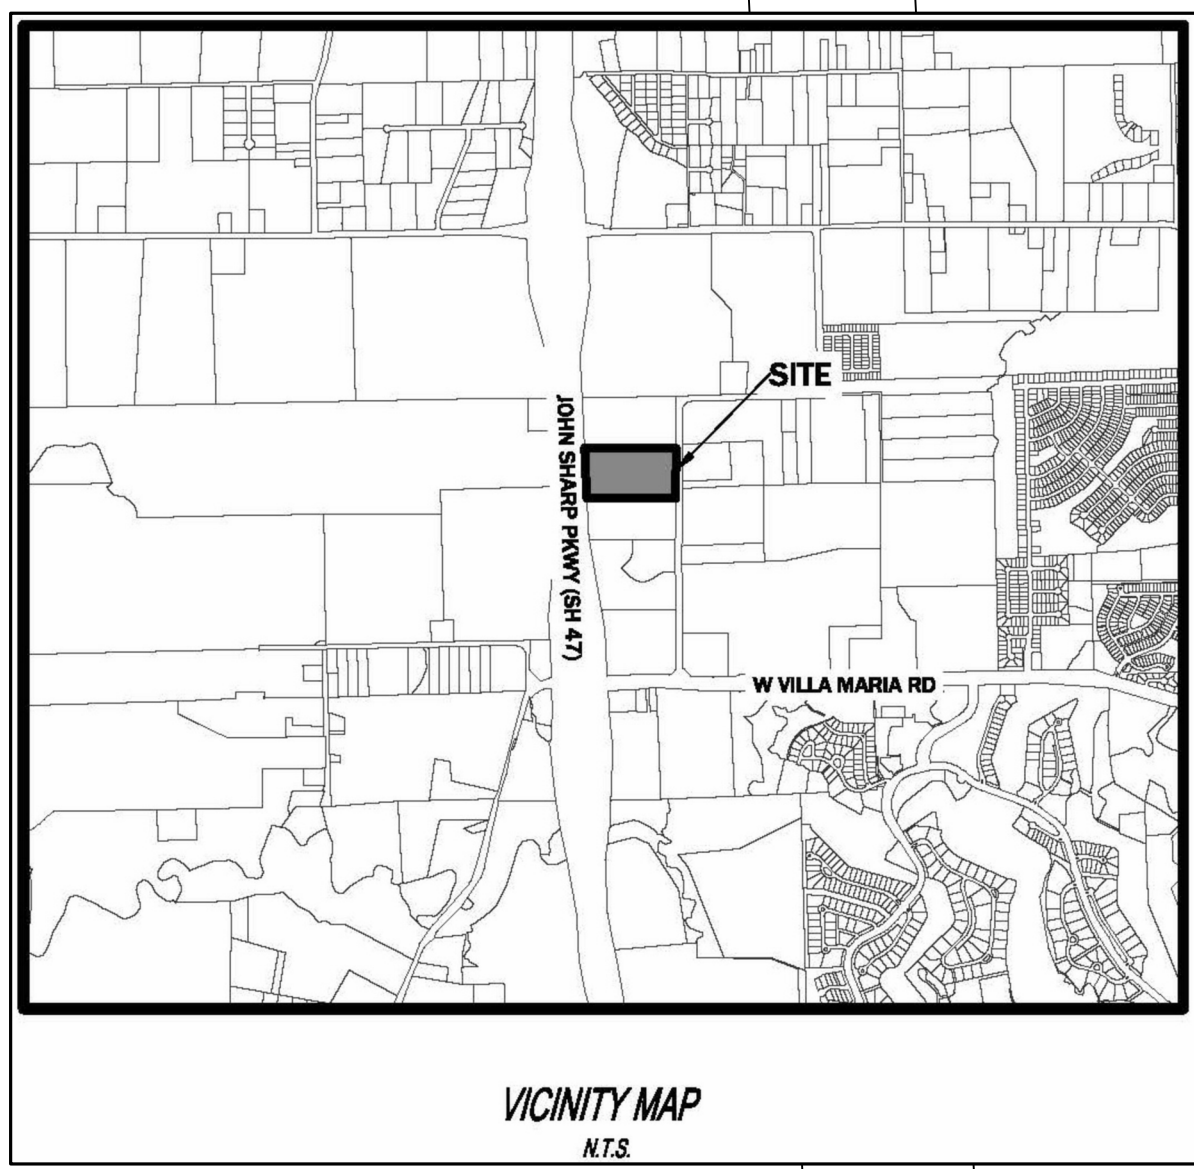 SITE
JOHN SHARP PKWY (SH 47)
W VILLA MARIA RD
VICINITY MAP
N.T.S.